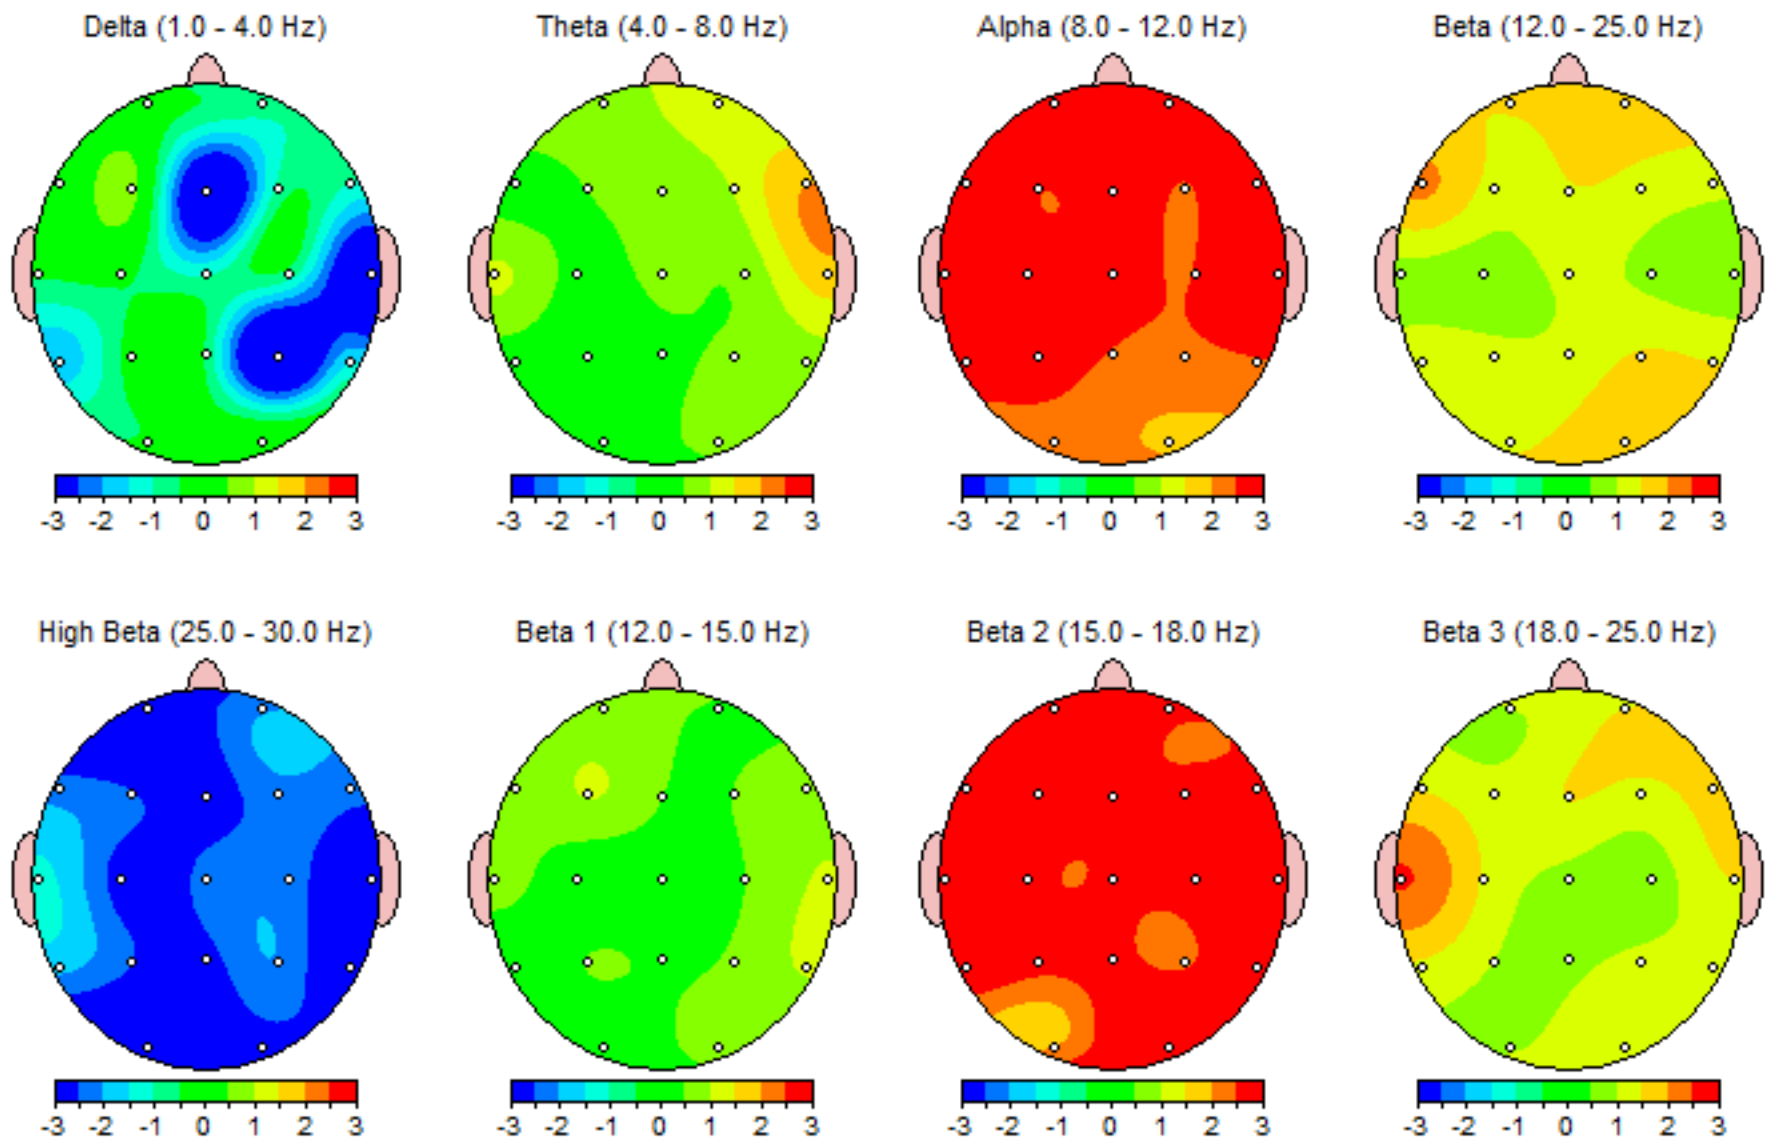 Delta (1.0 - 4.0 Hz)
Theta (4.0 - 8.0 Hz)
Alpha (8.0 - 12.0 Hz)
Beta (12.0 - 25.0 Hz)
-3 -2 -1 0 1 2 3
-3 -2 -1 0 1 2 3
-3 -2 -1 0 1 2 3
-3 -2 -1 0 1 2 3
High Beta (25.0 - 30.0 Hz)
Beta 1 (12.0 - 15.0 Hz)
Beta 2 (15.0 - 18.0 Hz)
Beta 3 (18.0 - 25.0 Hz)
-3 -2 -1 0 1 2 3
-3 -2 -1 0 1 2 3
-3 -2 -1 0 1 2 3
-3 -2 -1 0 1 2 3